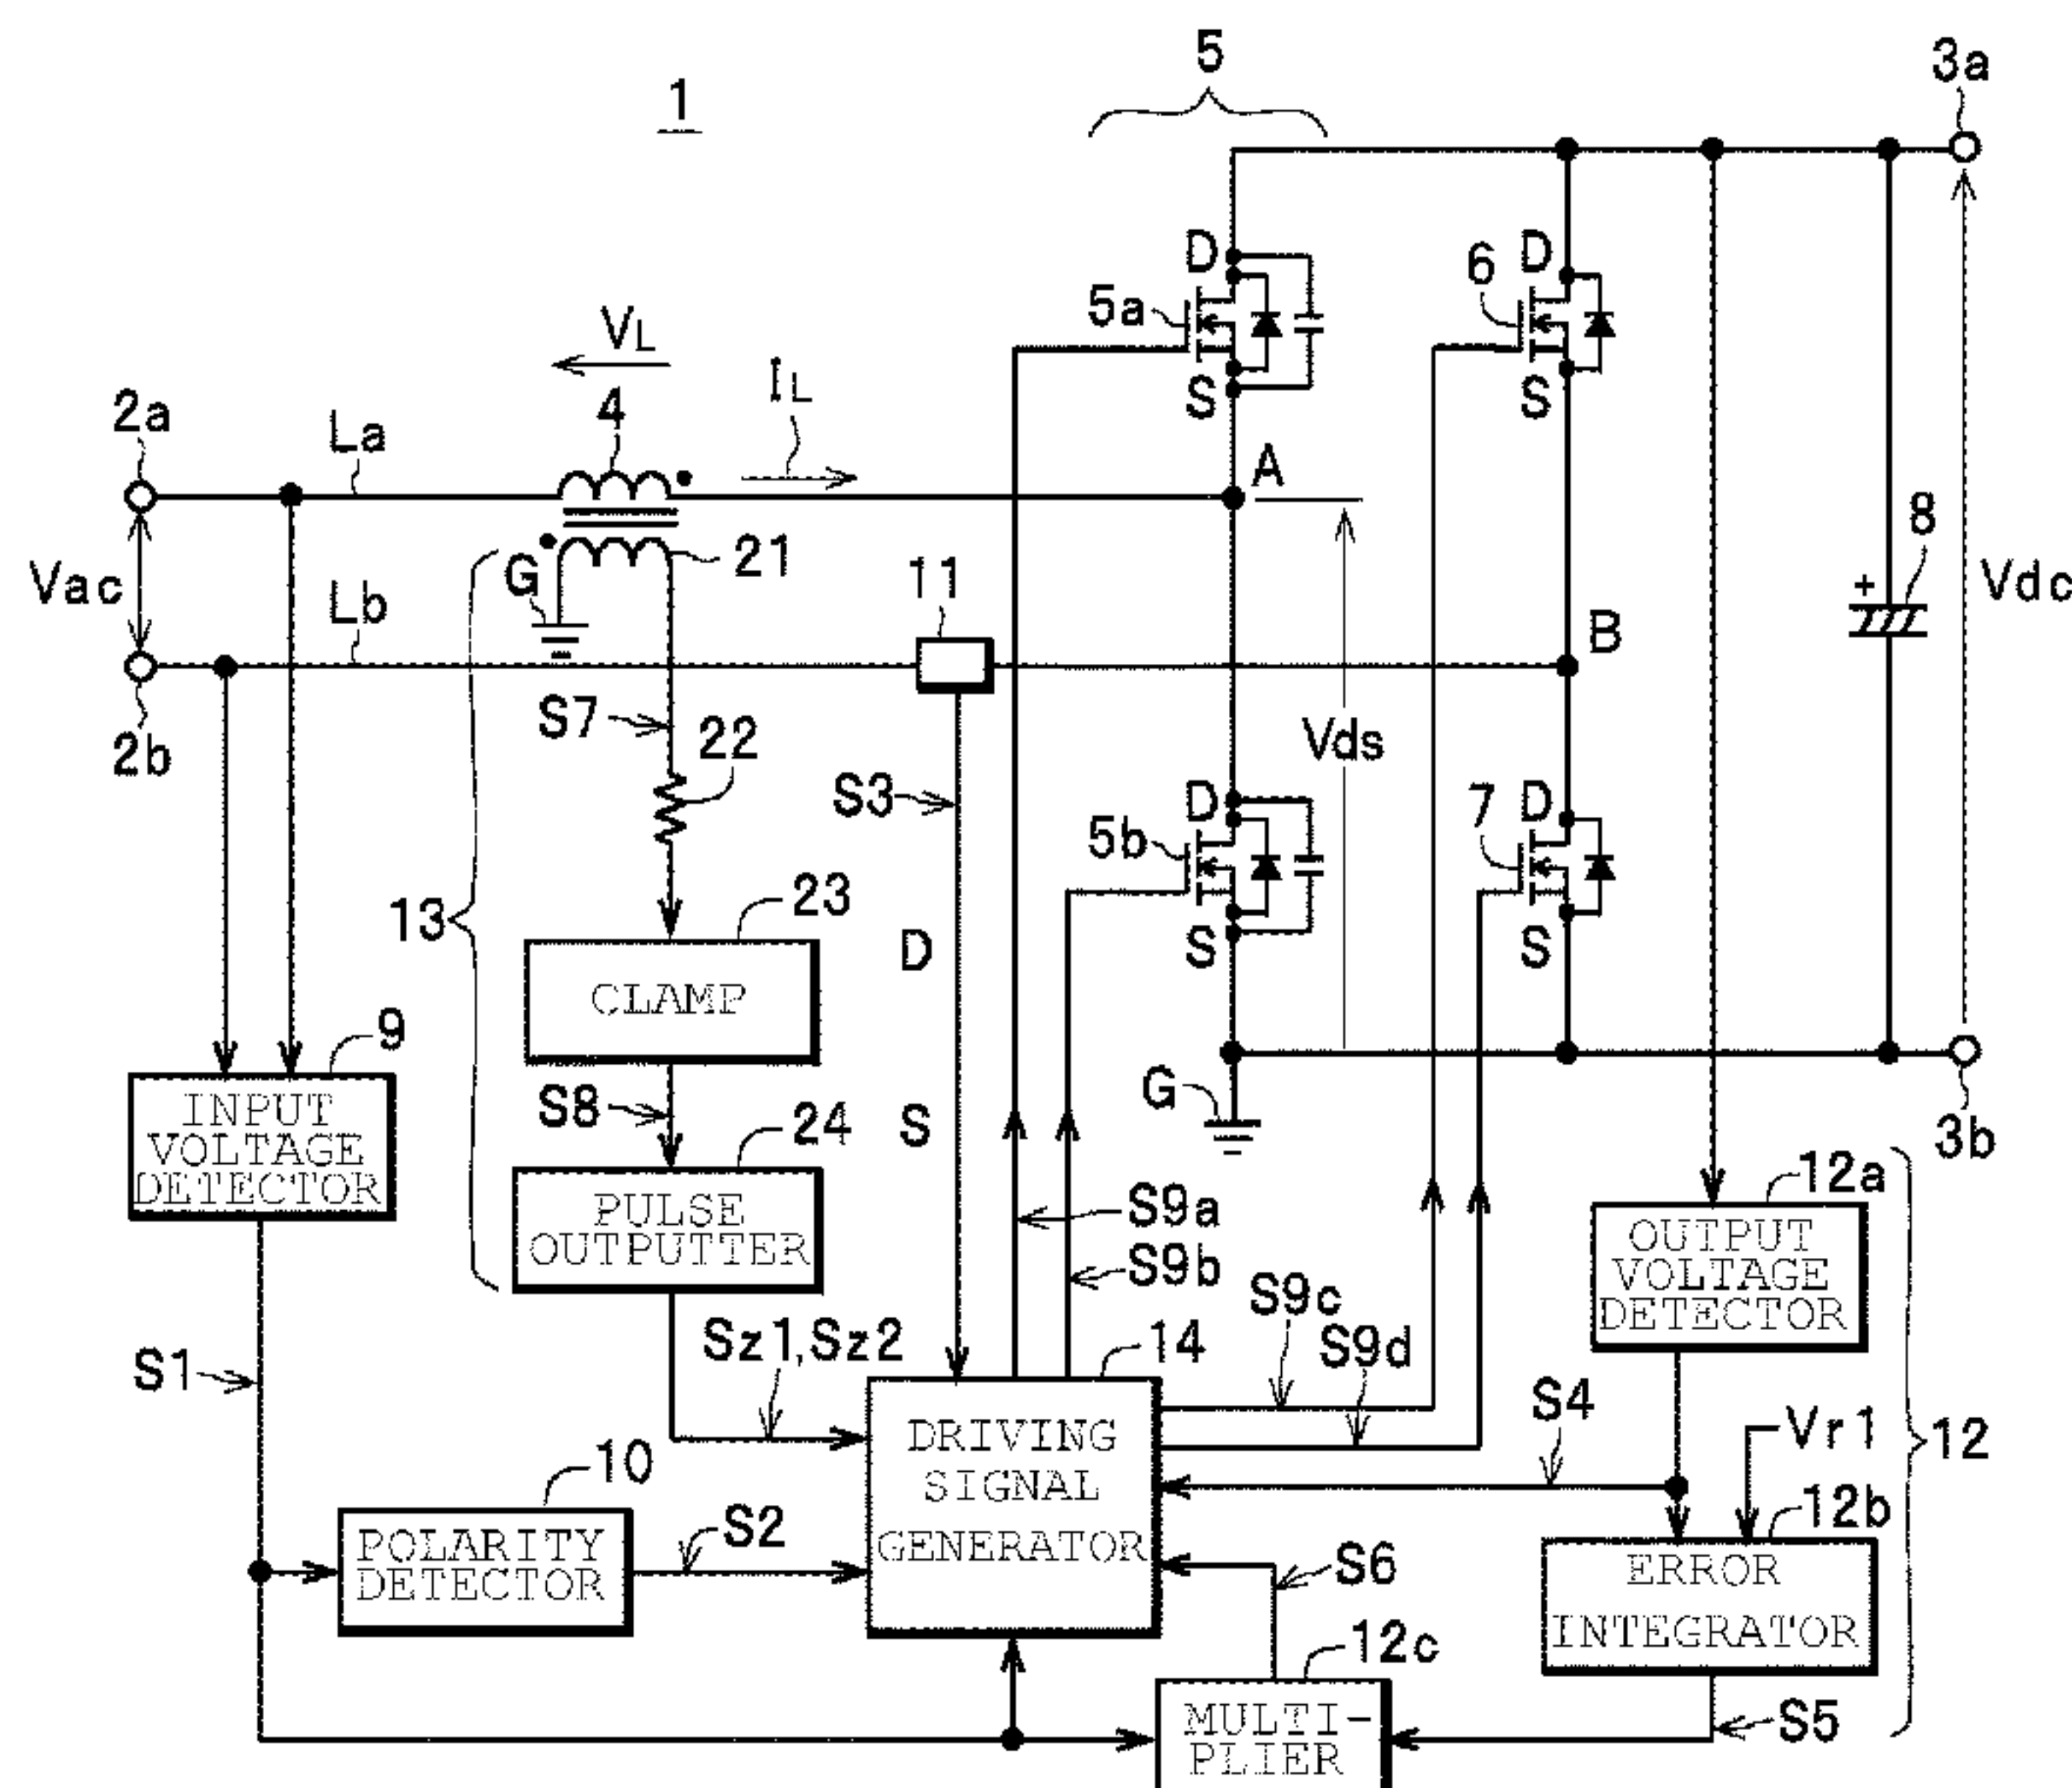 1
5
3a
D
D
5a
6
VL
IL
S
S
2a
La
4
A
8
+
Vac
G
21
11
Vdc
Lb
B
2b
S7
22
Vds
S3
D
D
5b
7
13
23
S
S
D
CLAMP
9
G
S8
24
S
3b
INPUT
VOLTAGE
DETECTOR
PULSE
OUTPUTTER
S9a
S9b
12a
OUTPUT
VOLTAGE
DETECTOR
S9c
S9d
Sz1,Sz2
14
S1
S4
Vr1
12
DRIVING
SIGNAL
GENERATOR
10
S2
12b
POLARITY
DETECTOR
ERROR
INTEGRATOR
S6
12c
MULTI-
PLIER
S5